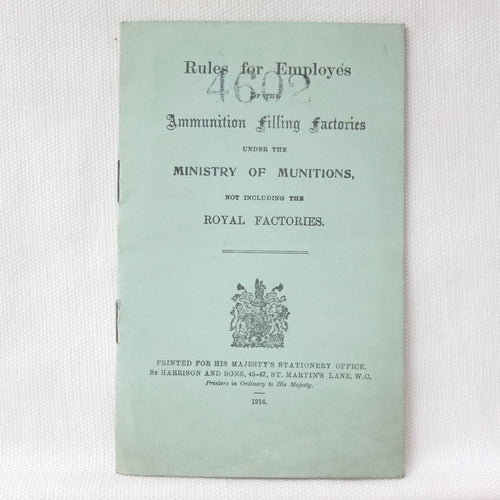 Rules for Employés
4602
OF THE
Ammunition Filling Factories
UNDER THE
MINISTRY OF MUNITIONS,
NOT INCLUDING THE
ROYAL FACTORIES.
PRINTED FOR HIS MAJESTY'S STATIONERY OFFICE,
BY HARRISON AND SONS, 45-47, ST. MARTIN'S LANE, W.C.
Printers in Ordinary to His Majesty.
1916.